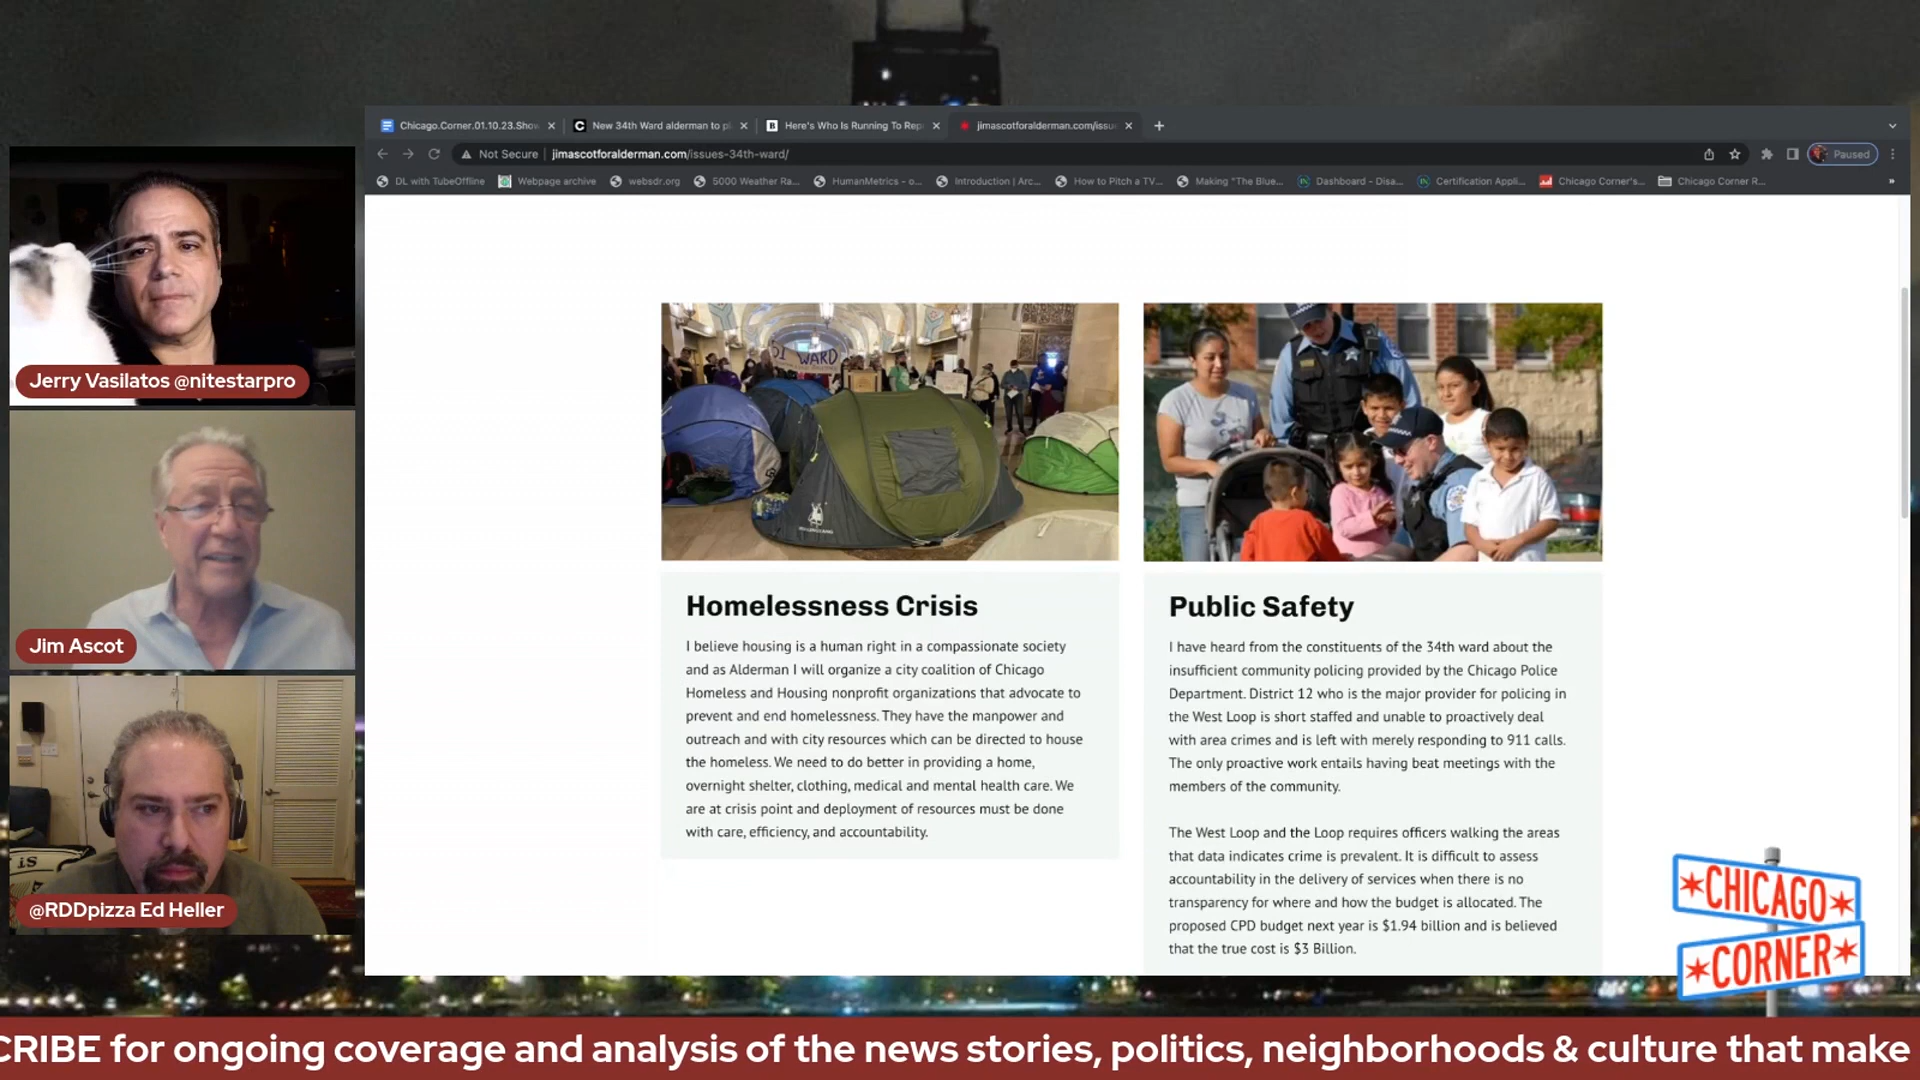 Chicago.Corner.01.10.23.Show
New 34th Ward alderman to pl
Here's Who Is Running To Rep
jimascotforalderman.com/issu
Not Secure
jimascotforalderman.com/issues-34th-ward/
Paused
DL with TubeOffline
Webpage archive
websdr.org
5000 Weather Ra...
HumanMetrics - o...
Introduction | Arc...
How to Pitch a TV...
Making "The Blue...
Dashboard - Disa...
Certification Appli...
Chicago Corner's...
Chicago Corner R...
Jerry Vasilatos @nitestarpro
Jim Ascot
@RDDpizza Ed Heller
51 WARD
Homelessness Crisis
I believe housing is a human right in a compassionate society
and as Alderman I will organize a city coalition of Chicago
Homeless and Housing nonprofit organizations that advocate to
prevent and end homelessness. They have the manpower and
outreach and with city resources which can be directed to house
the homeless. We need to do better in providing a home,
overnight shelter, clothing, medical and mental health care. We
are at crisis point and deployment of resources must be done
with care, efficiency, and accountability.
Public Safety
I have heard from the constituents of the 34th ward about the
insufficient community policing provided by the Chicago Police
Department. District 12 who is the major provider for policing in
the West Loop is short staffed and unable to proactively deal
with area crimes and is left with merely responding to 911 calls.
The only proactive work entails having beat meetings with the
members of the community.
The West Loop and the Loop requires officers walking the areas
that data indicates crime is prevalent. It is difficult to assess
accountability in the delivery of services when there is no
transparency for where and how the budget is allocated. The
proposed CPD budget next year is $1.94 billion and is believed
that the true cost is $3 Billion.
CHICAGO
CORNER
CRIBE for ongoing coverage and analysis of the news stories, politics, neighborhoods & culture that make